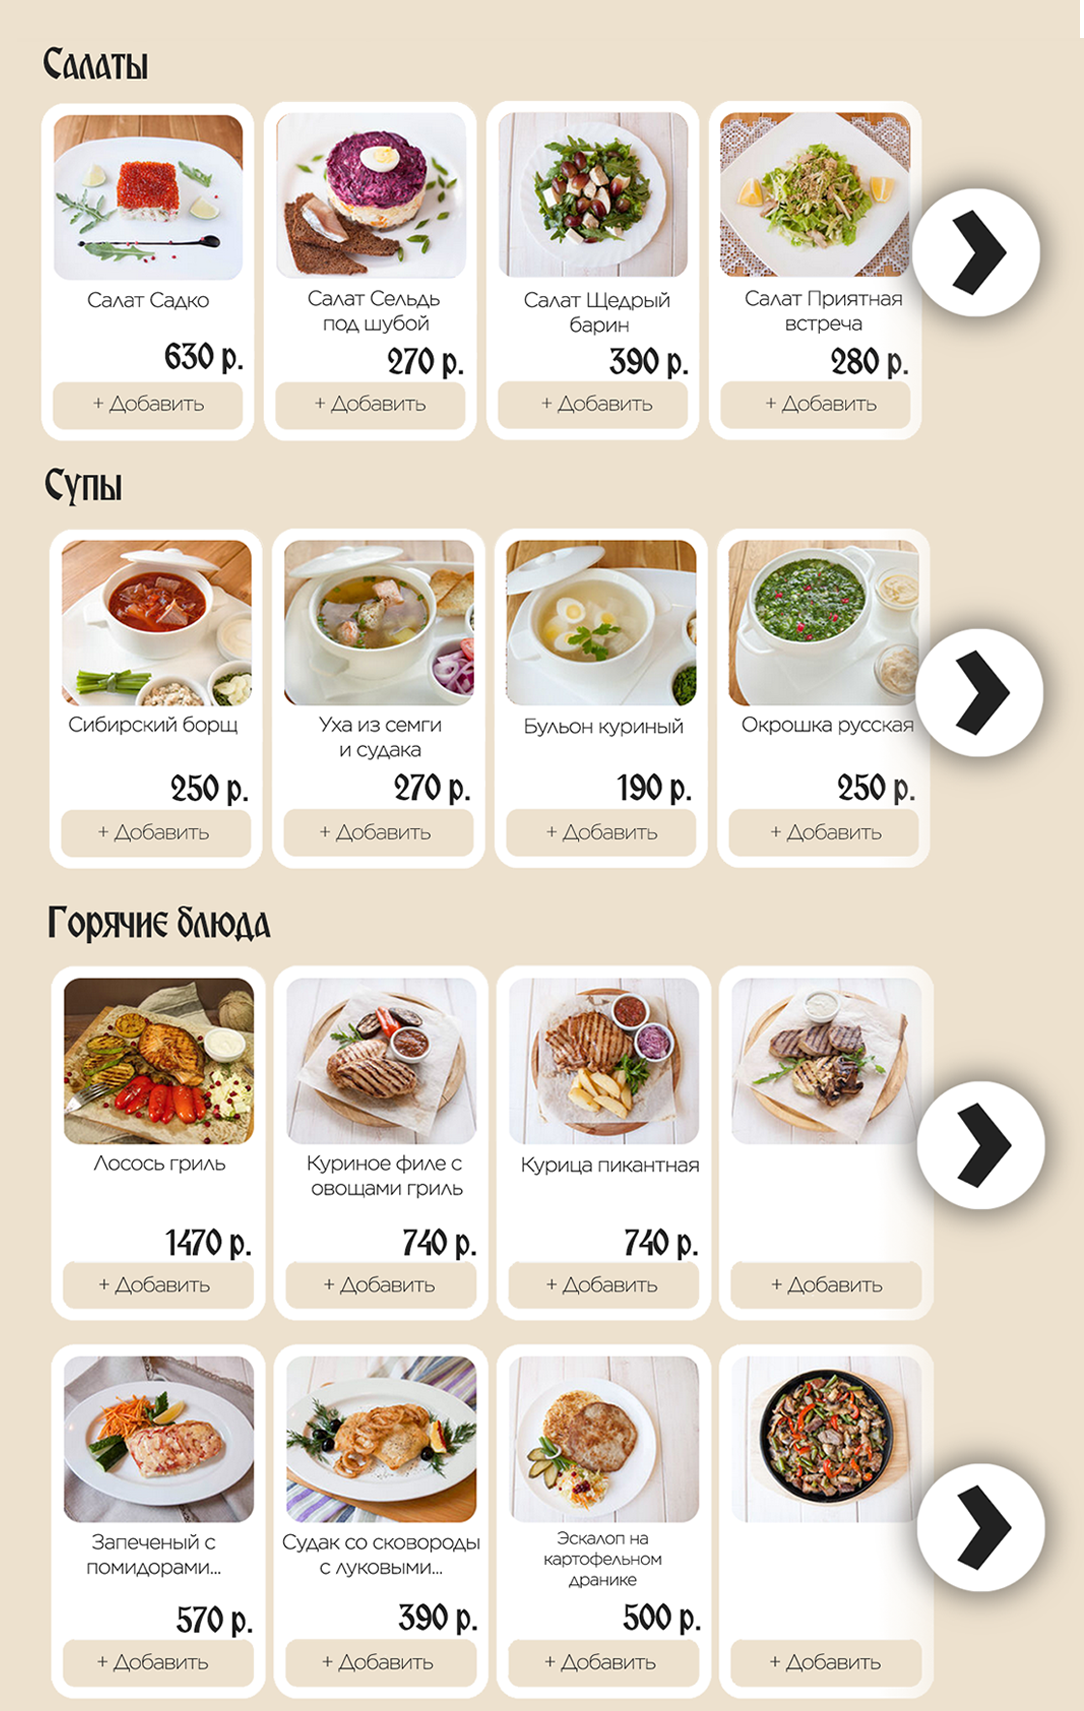 Салаты
Салат Садко
630 р.
+ Добавить
Салат Сельдь
под шубой
270 р.
+ Добавить
Салат Щедрый
барин
390 р.
+ Добавить
Салат Приятная
встреча
280 р.
+ Добавить
Супы
Сибирский борщ
250 р.
+ Добавить
Уха из семги
и судака
270 р.
+ Добавить
Бульон куриный
190 р.
+ Добавить
Окрошка русская
250 р.
+ Добавить
Горячие блюда
Лосось гриль
1470 р.
+ Добавить
Куриное филе с
овощами гриль
740 р.
+ Добавить
Курица пикантная
740 р.
+ Добавить
+ Добавить
Запеченый с
помидорами...
570 р.
+ Добавить
Судак со сковороды
с луковыми...
390 р.
+ Добавить
Эскалоп на
картофельном
дранике
500 р.
+ Добавить
+ Добавить